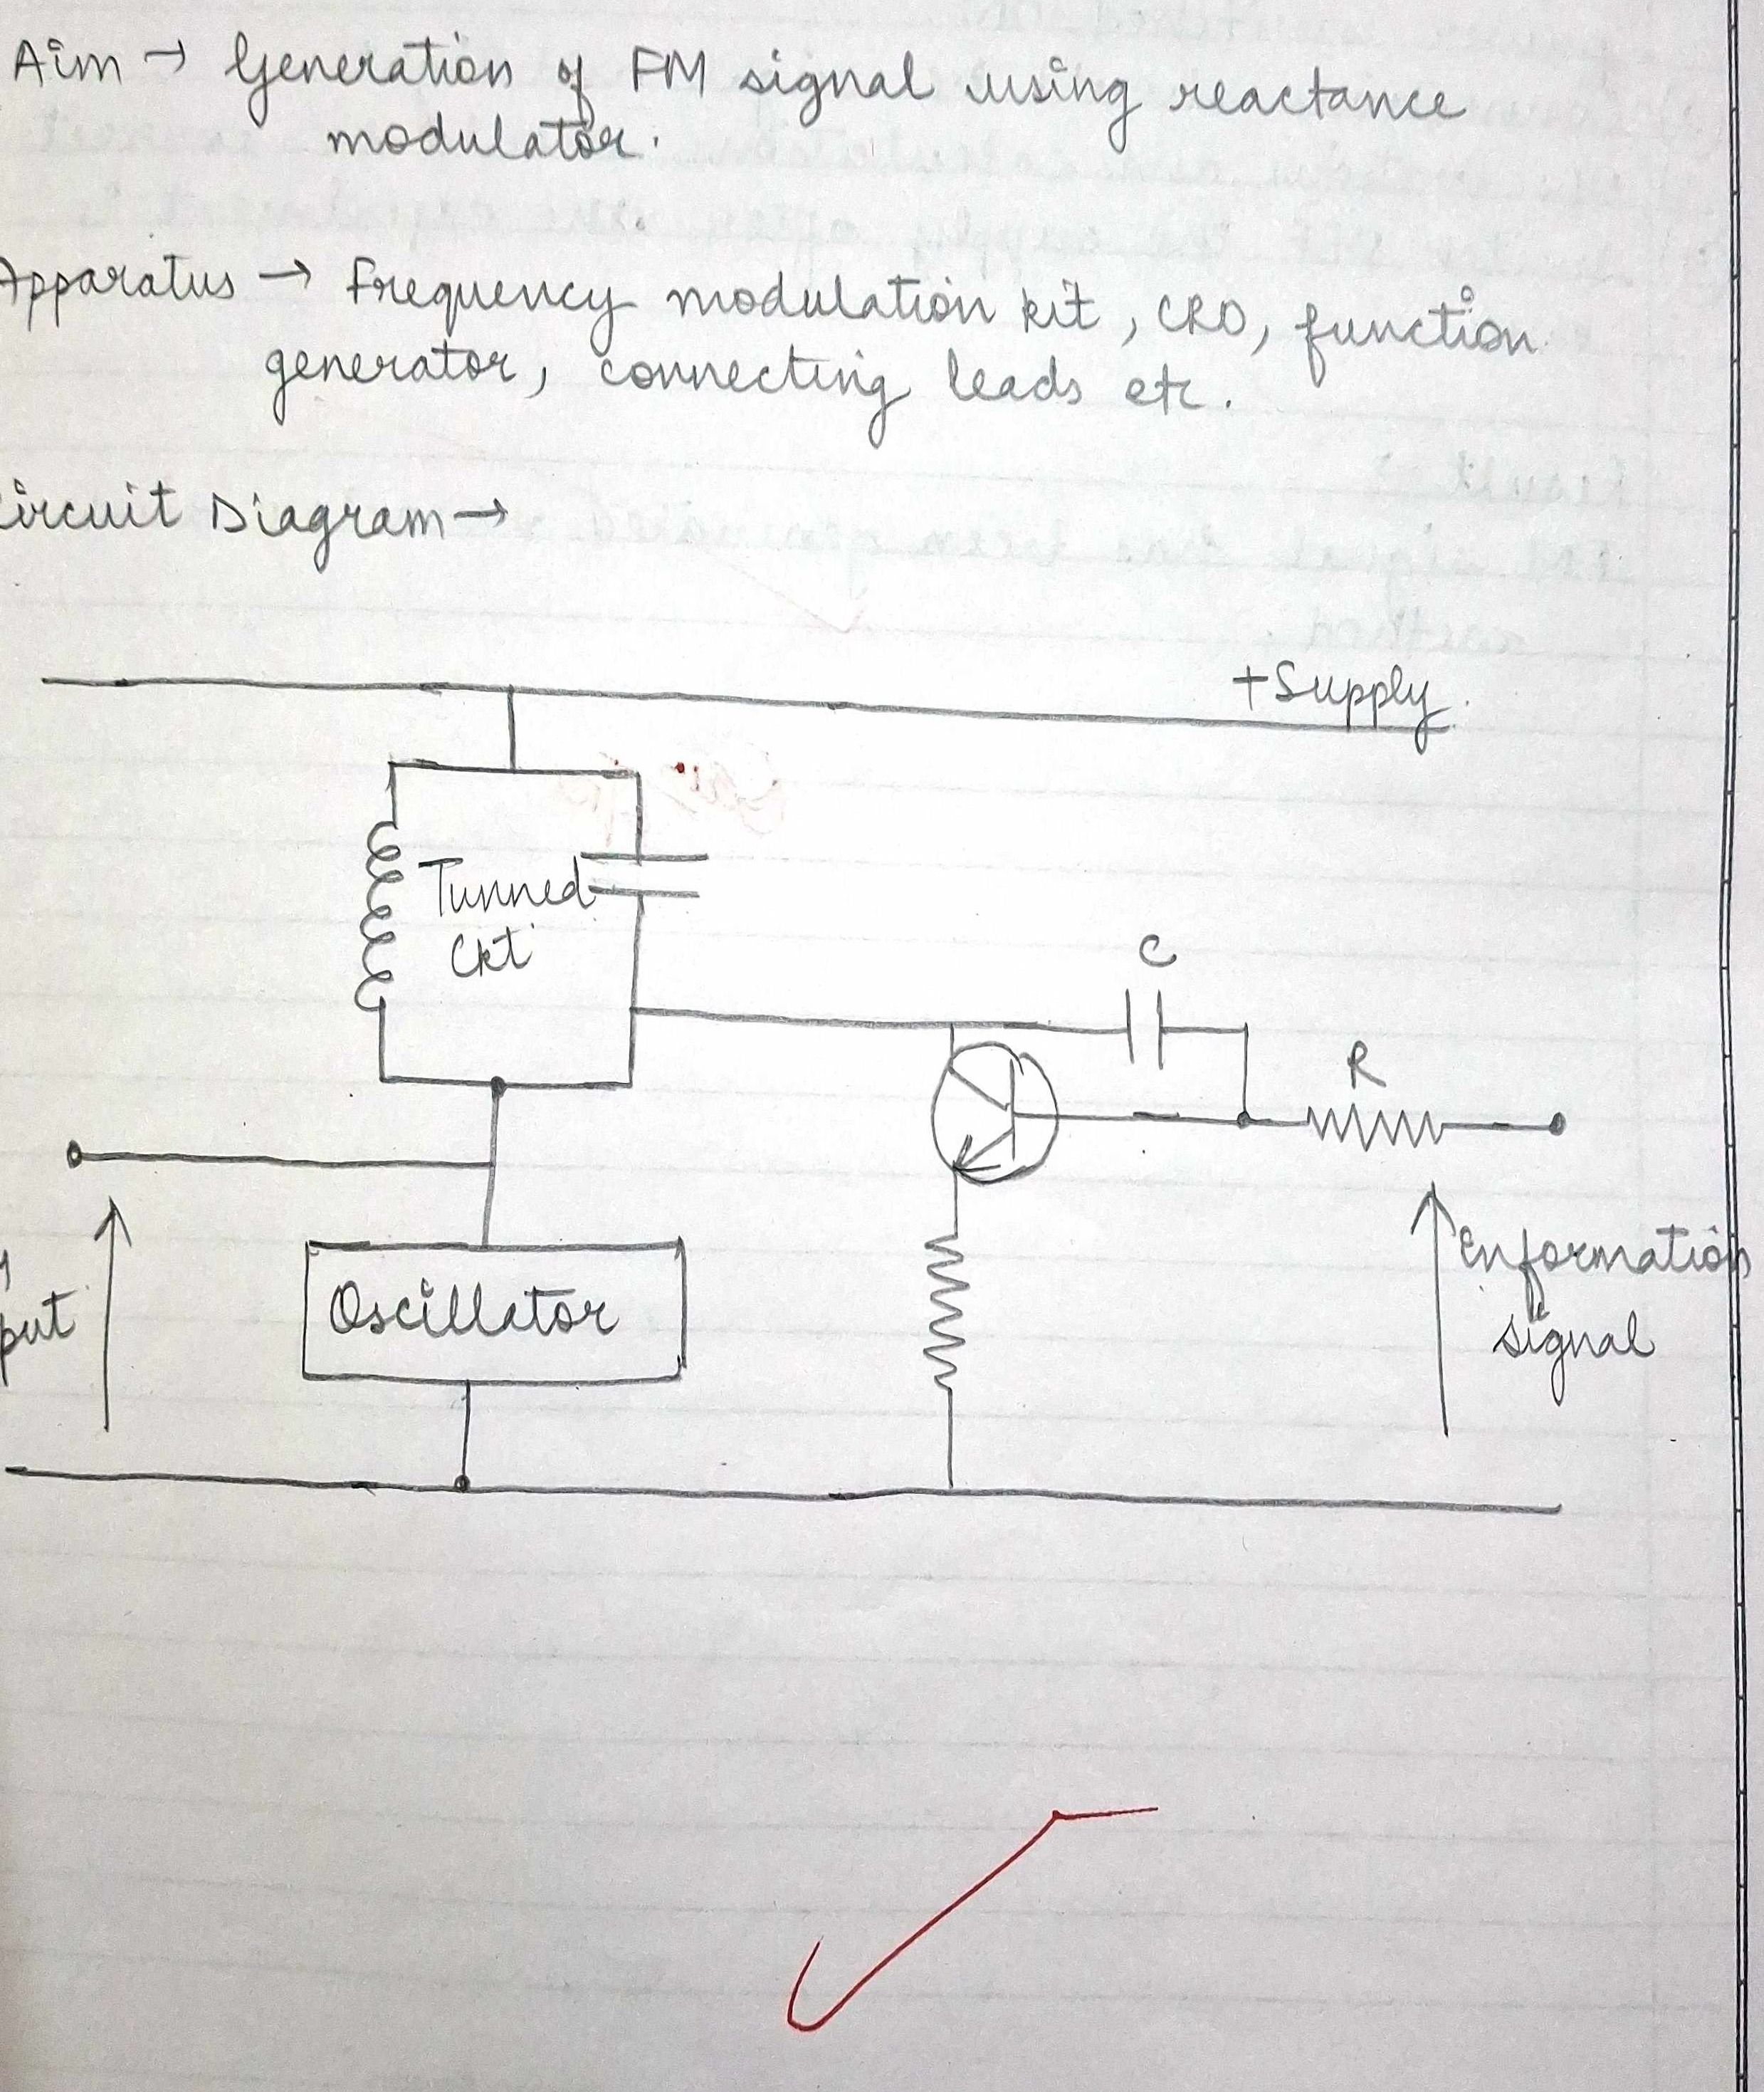 Aim → Generation of FM signal using reactance
modulator.
Apparatus → Frequency modulation kit, CRO, function
generator, connecting leads etc.
Circuit Diagram →
+Supply
Tunned
Ckt
C
R
Oscillator
Information
signal